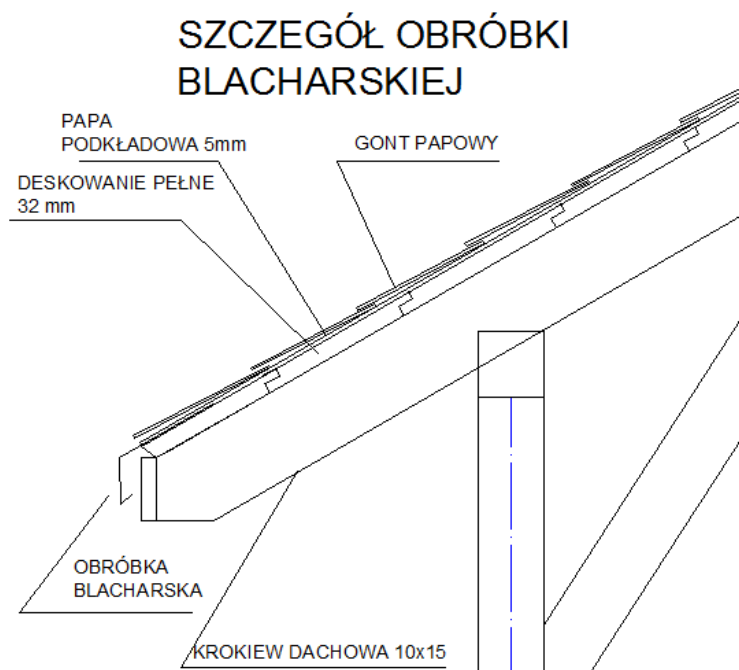 SZCZEGÓŁ OBRÓBKI
BLACHARSKIEJ
PAPA
PODKŁADOWA 5mm
GONT PAPOWY
DESKOWANIE PEŁNE
32 mm
OBRÓBKA
BLACHARSKA
KROKIEW DACHOWA 10x15